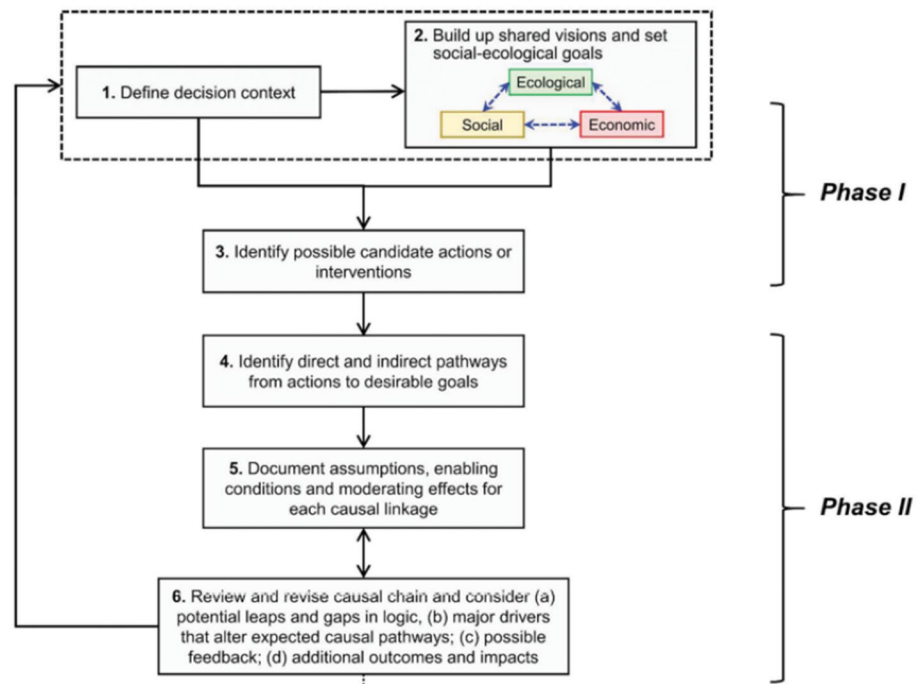 1. Define decision context
2. Build up shared visions and set
social-ecological goals
Ecological
Social
Economic
Phase I
3. Identify possible candidate actions or
interventions
4. Identify direct and indirect pathways
from actions to desirable goals
5. Document assumptions, enabling
conditions and moderating effects for
each causal linkage
Phase II
6. Review and revise causal chain and consider (a)
potential leaps and gaps in logic, (b) major drivers
that alter expected causal pathways; (c) possible
feedback; (d) additional outcomes and impacts